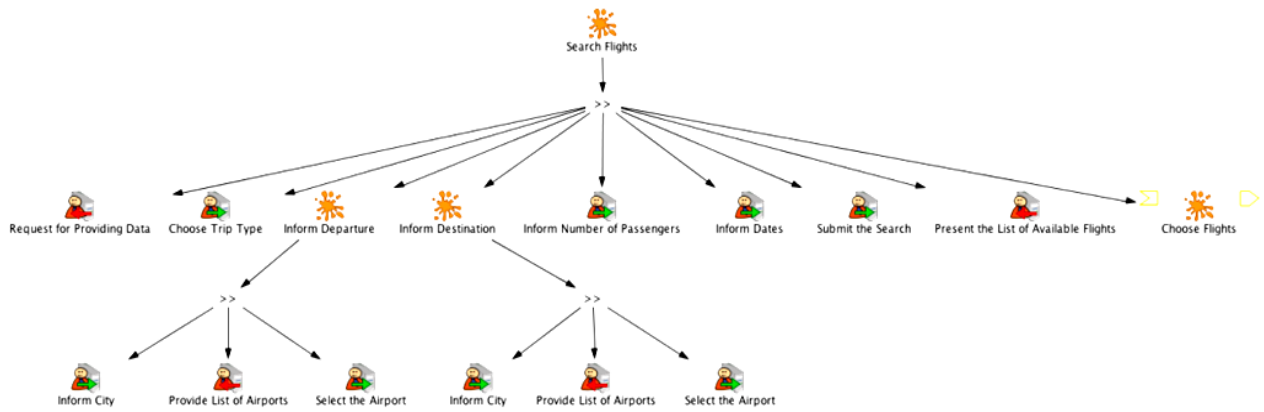 Search Flights
>>
Request for Providing Data
Choose Trip Type
Inform Departure
Inform Destination
Inform Number of Passengers
Inform Dates
Submit the Search
Present the List of Available Flights
Choose Flights
>>
>>
Inform City
Provide List of Airports
Select the Airport
Inform City
Provide List of Airports
Select the Airport